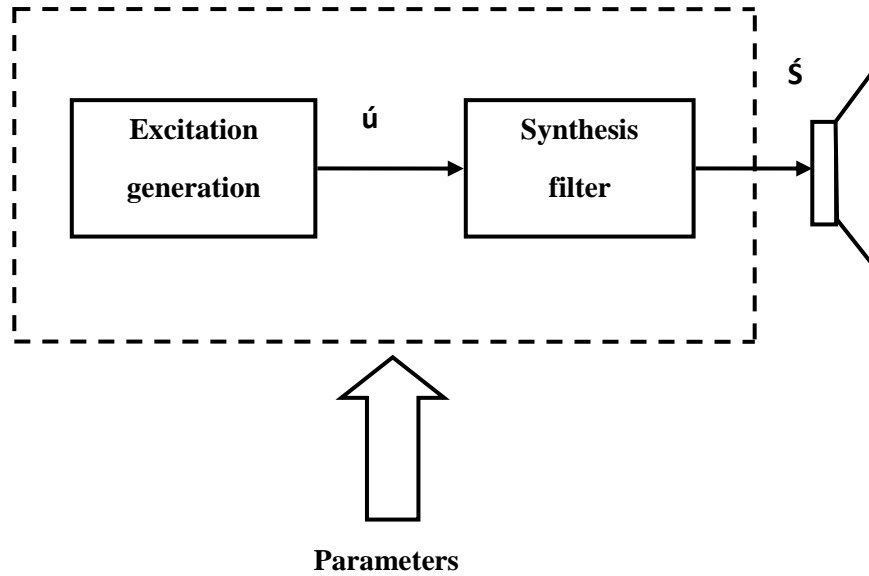 Excitation
generation
ú
Synthesis
filter
Ś
Parameters